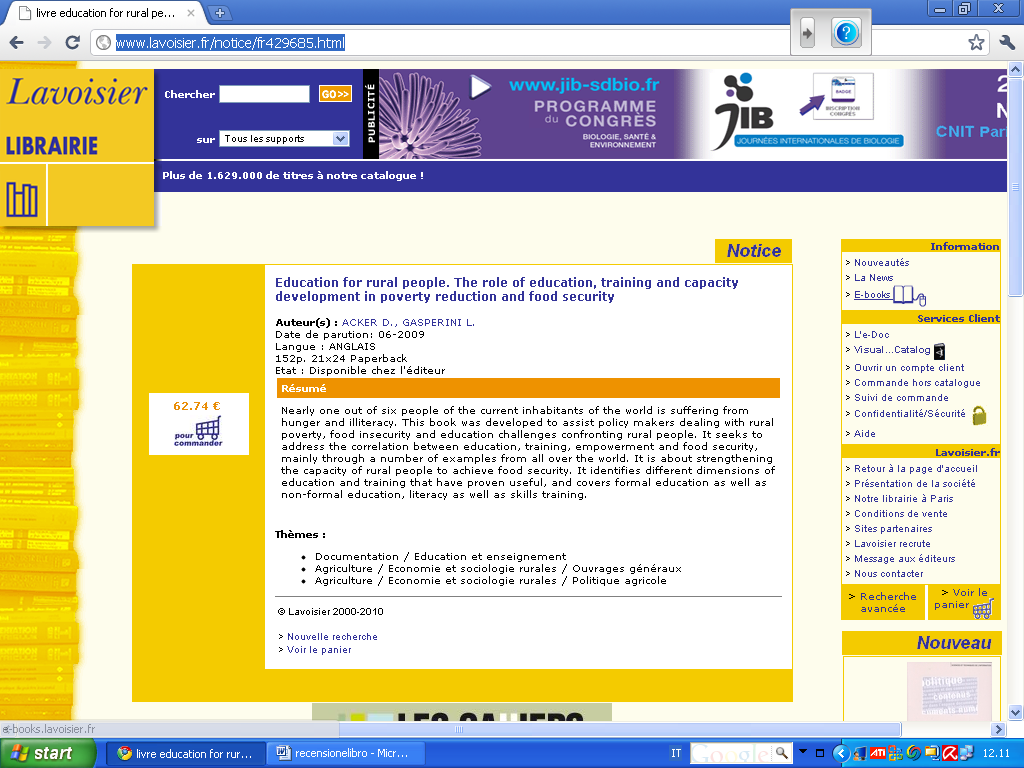 livre education for rural pe...
www.lavoisier.fr/notice/fr429685.html
Lavoisier
LIBRAIRIE
Chercher
GO>>
sur
Tous les supports
PUBLICITÉ
www.jib-sdbio.fr
PROGRAMME
du CONGRÈS
BIOLOGIE, SANTÉ &
ENVIRONNEMENT
JIB
JOURNÉES INTERNATIONALES DE BIOLOGIE
BADGE
INSCRIPTION
CONGRÈS
2
N
CNIT Pari
Plus de 1.629.000 de titres à notre catalogue !
Notice
Education for rural people. The role of education, training and capacity
development in poverty reduction and food security
Auteur(s) : ACKER D., GASPERINI L.
Date de parution: 06-2009
Langue : ANGLAIS
152p. 21x24 Paperback
Etat : Disponible chez l'éditeur
Résumé
62.74 €
pour
commander
Nearly one out of six people of the current inhabitants of the world is suffering from
hunger and illiteracy. This book was developed to assist policy makers dealing with rural
poverty, food insecurity and education challenges confronting rural people. It seeks to
address the correlation between education, training, empowerment and food security,
mainly through a number of examples from all over the world. It is about strengthening
the capacity of rural people to achieve food security. It identifies different dimensions of
education and training that have proven useful, and covers formal education as well as
non-formal education, literacy as well as skills training.
Thèmes :
• Documentation / Education et enseignement
• Agriculture / Economie et sociologie rurales / Ouvrages généraux
• Agriculture / Economie et sociologie rurales / Politique agricole
© Lavoisier 2000-2010
> Nouvelle recherche
> Voir le panier
Information
> Nouveautés
> La News
> E-books
Services Client
> L'e-Doc
> Visual...Catalog
> Ouvrir un compte client
> Commande hors catalogue
> Suivi de commande
> Confidentialité/Sécurité
> Aide
Lavoisier.fr
> Retour à la page d'accueil
> Présentation de la société
> Notre librairie à Paris
> Conditions de vente
> Sites partenaires
> Lavoisier recrute
> Message aux éditeurs
> Nous contacter
> Recherche
avancée
> Voir le
panier
Nouveau
politique
contenus
LES CAHIERS
e-books.lavoisier.fr
start
livre education for rur...
recensionelibro - Micr...
IT
Google
ATI
12.11